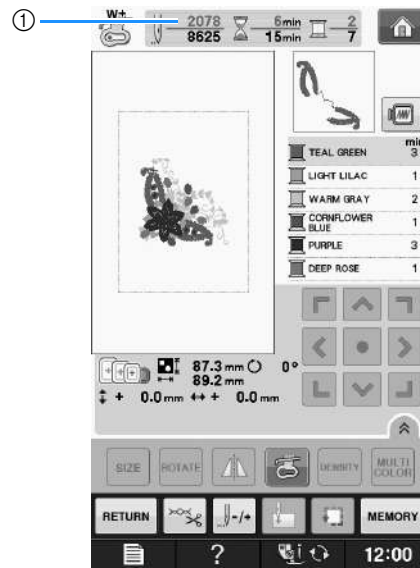 ①
W+
2078 6min 2
8625 15min 7
min
TEAL GREEN 3
LIGHT LILAC 1
WARM GRAY 2
CORNFLOWER BLUE 1
PURPLE 3
DEEP ROSE 1
87.3 mm 0°
89.2 mm
+ 0.0 mm + 0.0 mm
SIZE ROTATE DENSITY MULTI COLOR
RETURN -/+ MEMORY
? 12:00